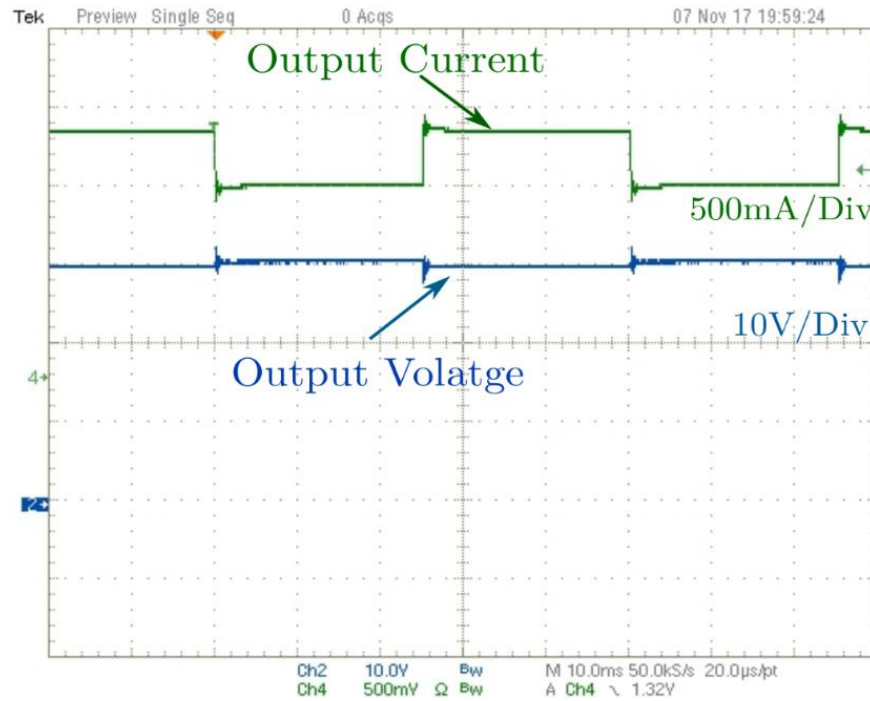 Tek Preview Single Seq 0 Acqs 07 Nov 17 19:59:24
Output Current
500mA/Div
10V/Div
Output Volatge
4
2
Ch2 10.0V BW M 10.0ms 50.0kS/s 20.0µs/pt
Ch4 500mV Ω BW A Ch4 \ 1.32V